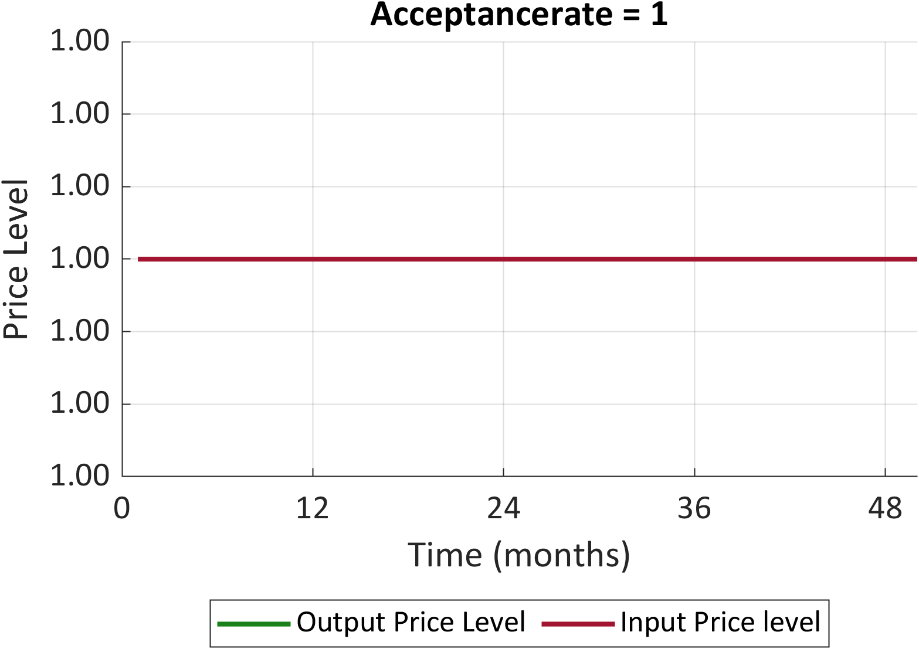 Acceptancerate = 1
1.00
1.00
1.00
1.00
1.00
1.00
1.00
Price Level
0 12 24 36 48
Time (months)
Output Price Level Input Price level